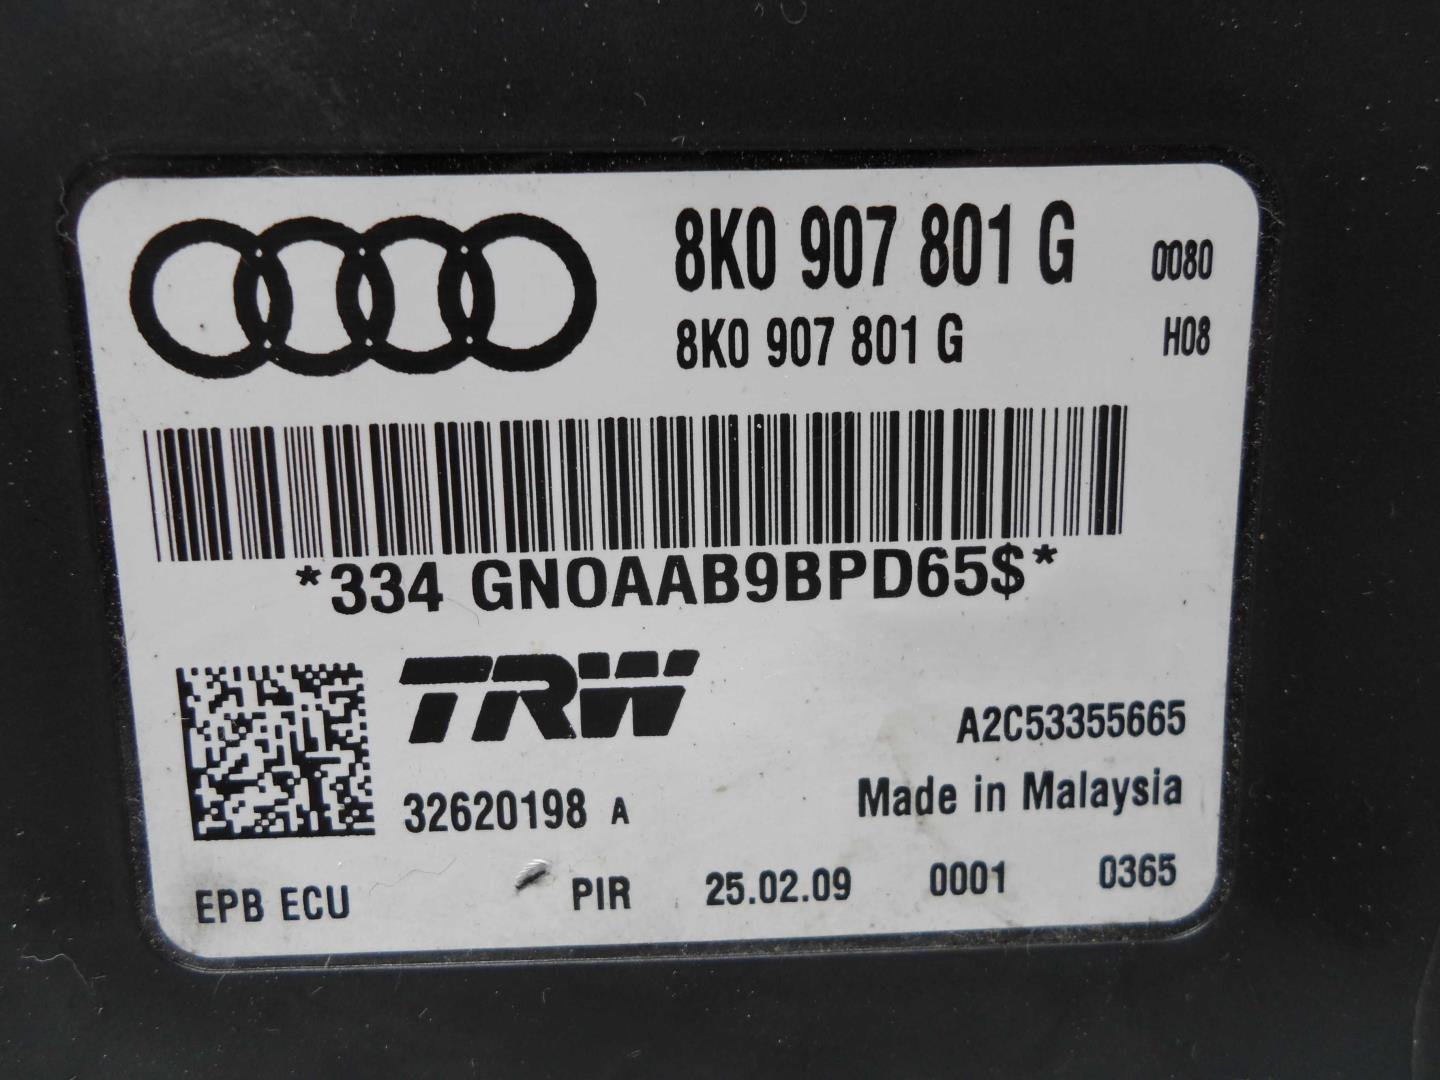 8K0 907 801 G 0080
8K0 907 801 G H08
*334 GN0AAB9BPD65$*
TRW
A2C53355665
32620198 A Made in Malaysia
EPB ECU PIR 25.02.09 0001 0365